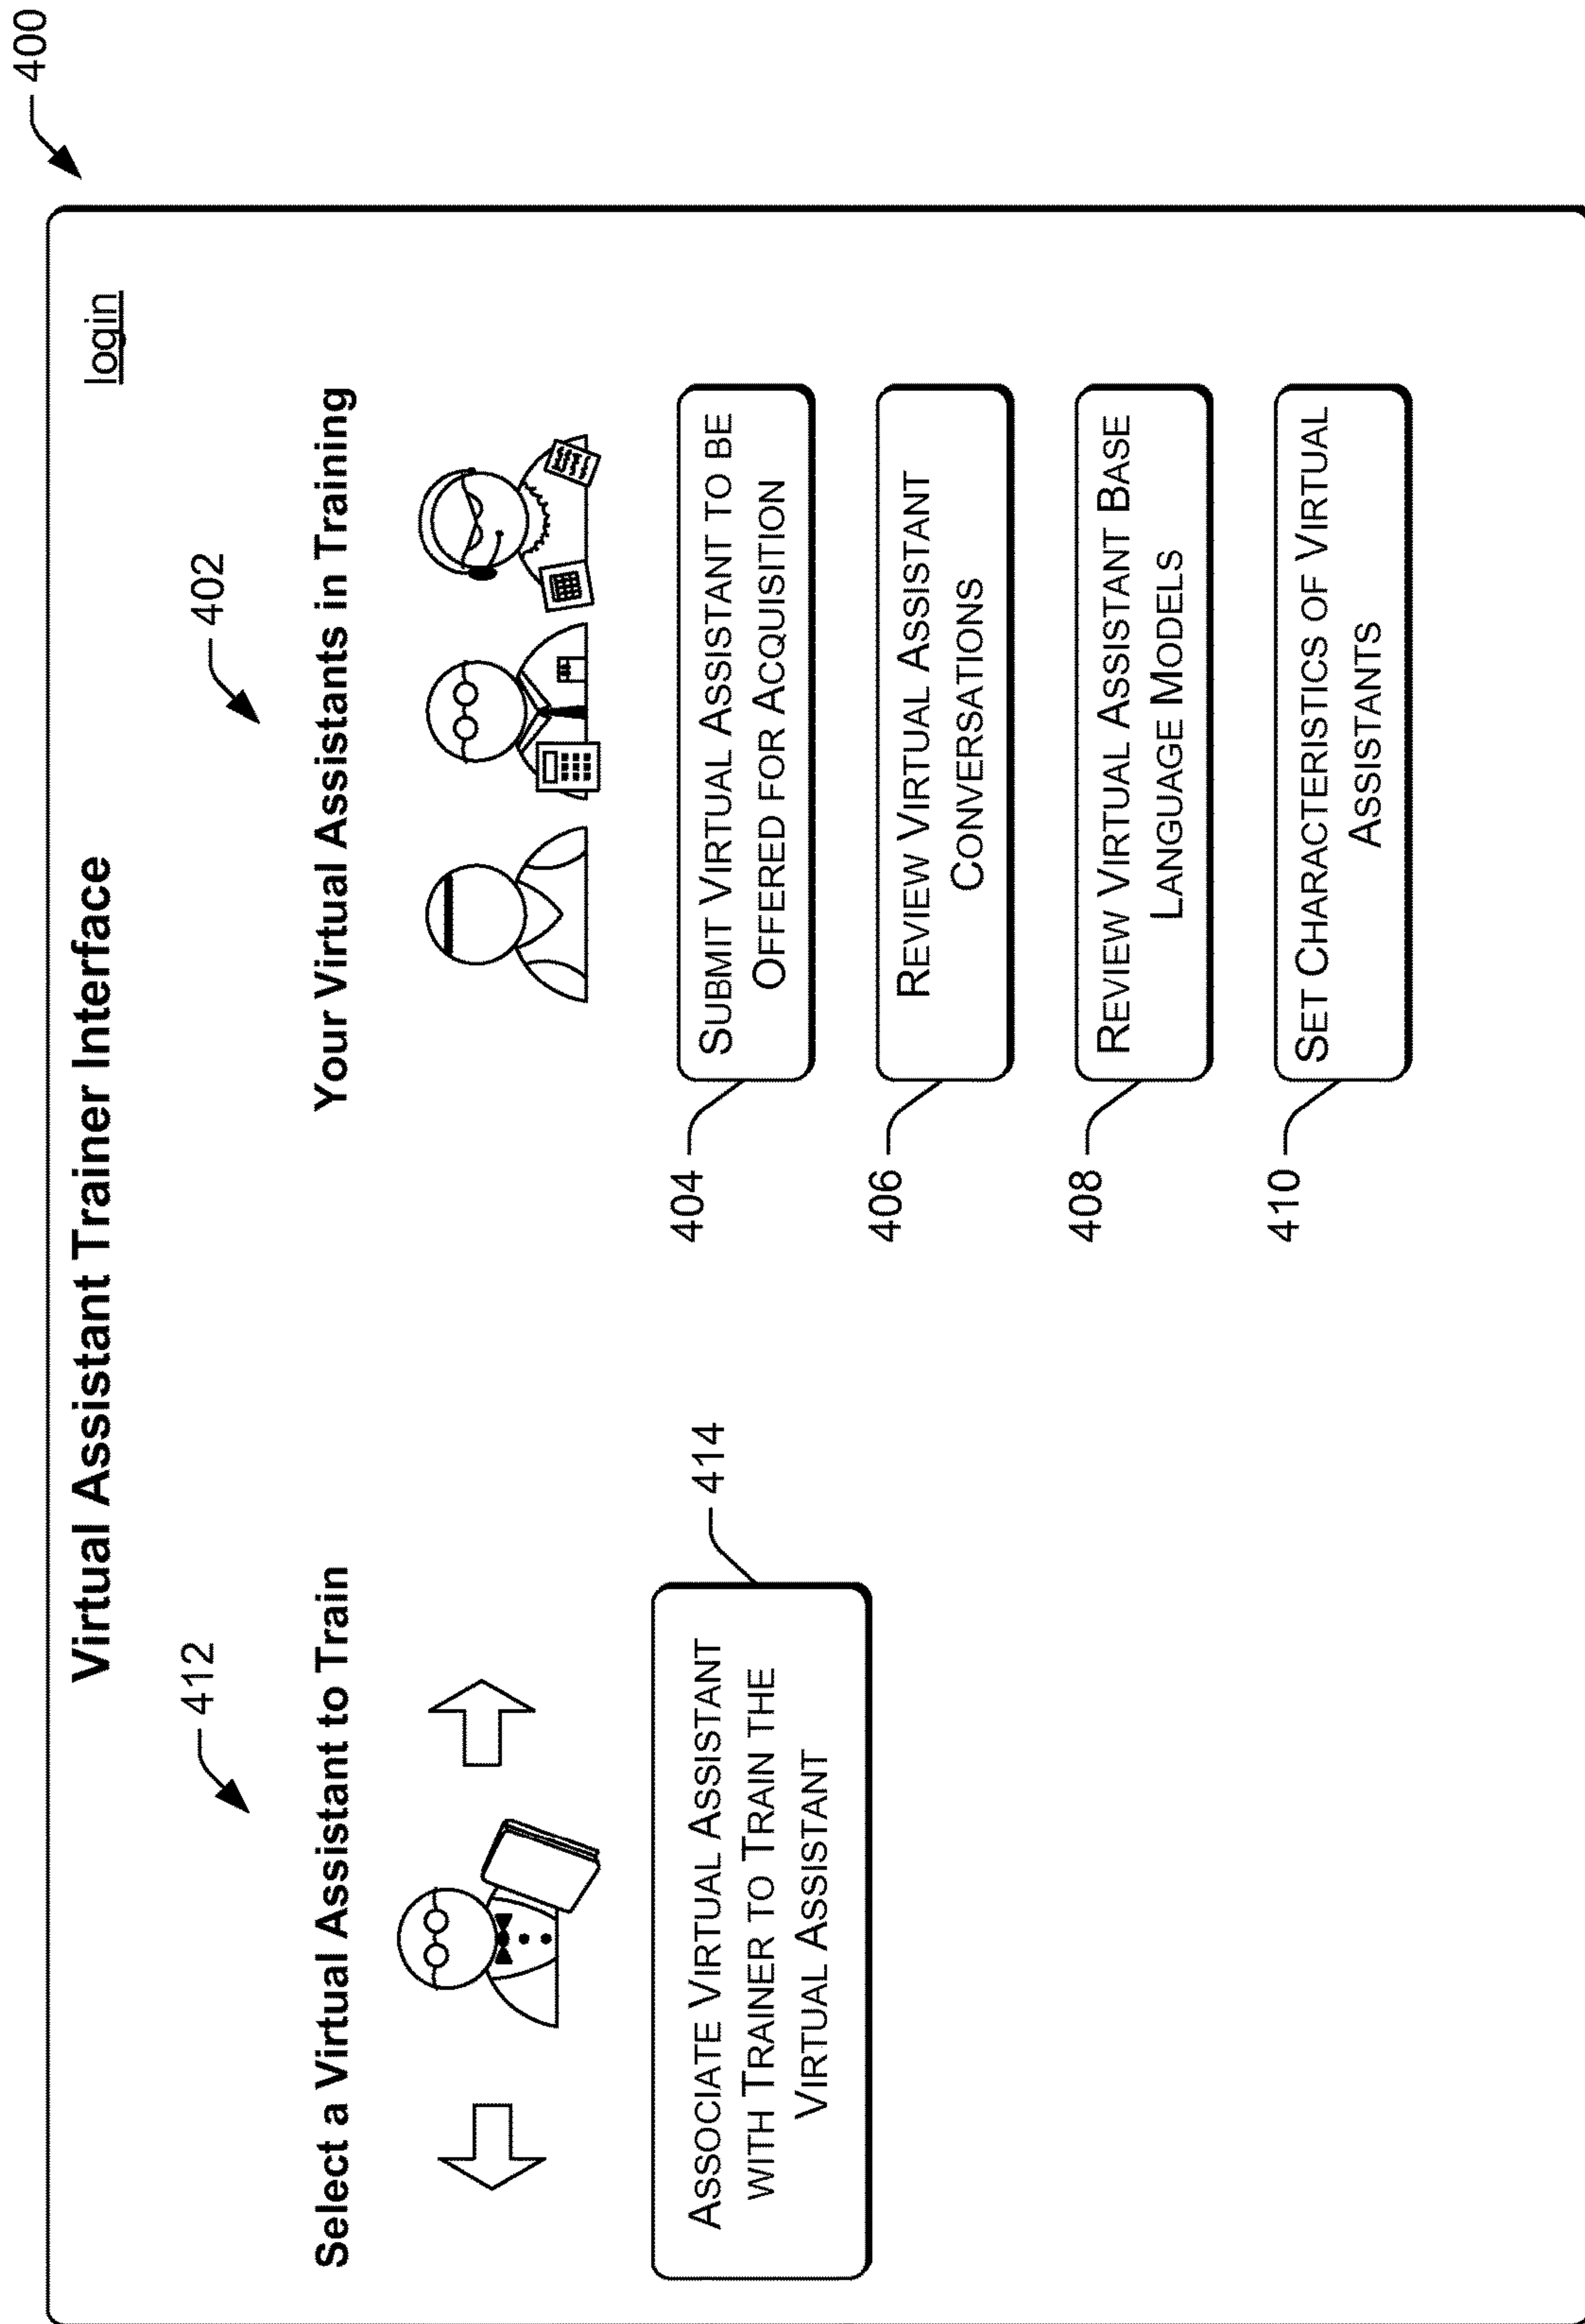 400
Virtual Assistant Trainer Interface
login
412
Select a Virtual Assistant to Train
ASSOCIATE VIRTUAL ASSISTANT
WITH TRAINER TO TRAIN THE
VIRTUAL ASSISTANT
414
402
Your Virtual Assistants in Training
404
SUBMIT VIRTUAL ASSISTANT TO BE
OFFERED FOR ACQUISITION
406
REVIEW VIRTUAL ASSISTANT
CONVERSATIONS
408
REVIEW VIRTUAL ASSISTANT BASE
LANGUAGE MODELS
410
SET CHARACTERISTICS OF VIRTUAL
ASSISTANTS